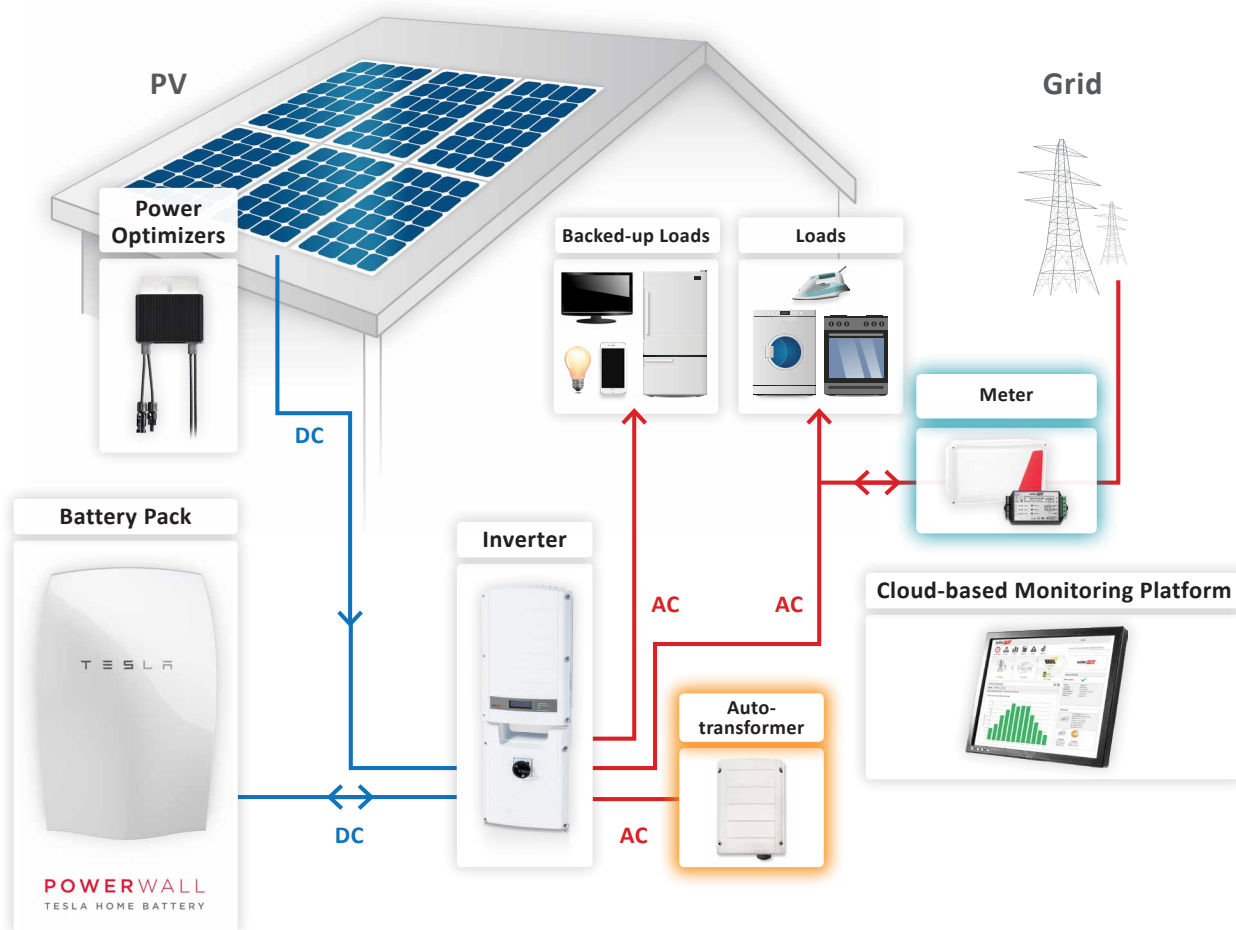 PV
Grid
Power
Optimizers
Backed-up Loads
Loads
Meter
DC
Battery Pack
Inverter
AC
AC
Cloud-based Monitoring Platform
TESLA
Auto-
transformer
DC
AC
POWERWALL
TESLA HOME BATTERY